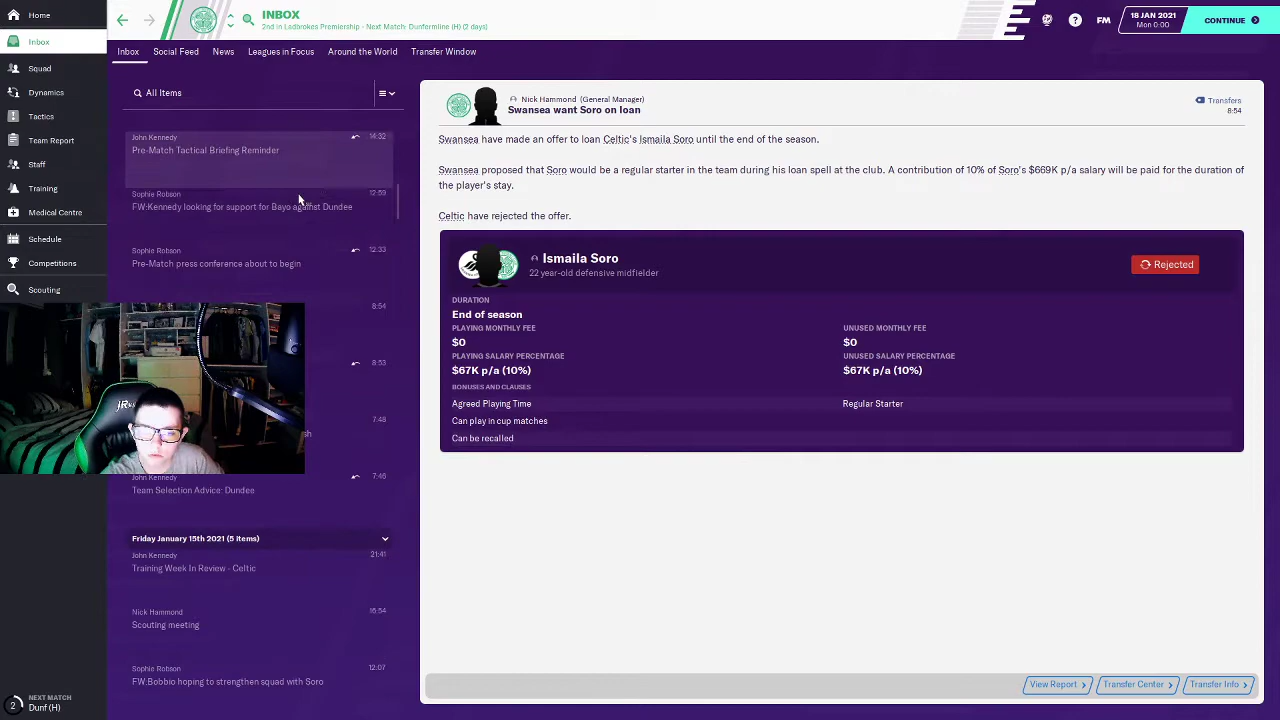 INBOX
2nd in Ladbrokes Premiership - Next Match: Dunfermline (H) (2 days)
FM
18 JAN 2021
Mon 0:00
CONTINUE
Home
Inbox
Squad
Dynamics
Tactics
Team Report
Staff
Training
Medical Centre
Schedule
Competitions
Scouting
NEXT MATCH
2 Dunf (H)
Inbox Social Feed News Leagues in Focus Around the World Transfer Window
All Items
John Kennedy 14:32
Pre-Match Tactical Briefing Reminder
Sophie Robson 12:59
FW:Kennedy looking for support for Bayo against Dundee
Sophie Robson 12:33
Pre-Match press conference about to begin
8:54
8:53
7:48
John Kennedy 7:46
Team Selection Advice: Dundee
Friday January 15th 2021 (5 items)
John Kennedy 21:41
Training Week In Review - Celtic
Nick Hammond 16:54
Scouting meeting
Sophie Robson 12:07
FW:Bobbio hoping to strengthen squad with Soro
Nick Hammond (General Manager)
Swansea want Soro on loan
Transfers
8:54
Swansea have made an offer to loan Celtic's Ismaila Soro until the end of the season.
Swansea proposed that Soro would be a regular starter in the team during his loan spell at the club. A contribution of 10% of Soro's $669K p/a salary will be paid for the duration of
the player's stay.
Celtic have rejected the offer.
Ismaila Soro
22 year-old defensive midfielder
Rejected
DURATION
End of season
PLAYING MONTHLY FEE UNUSED MONTHLY FEE
$0 $0
PLAYING SALARY PERCENTAGE UNUSED SALARY PERCENTAGE
$67K p/a (10%) $67K p/a (10%)
BONUSES AND CLAUSES
Agreed Playing Time Regular Starter
Can play in cup matches
Can be recalled
View Report Transfer Center Transfer Info